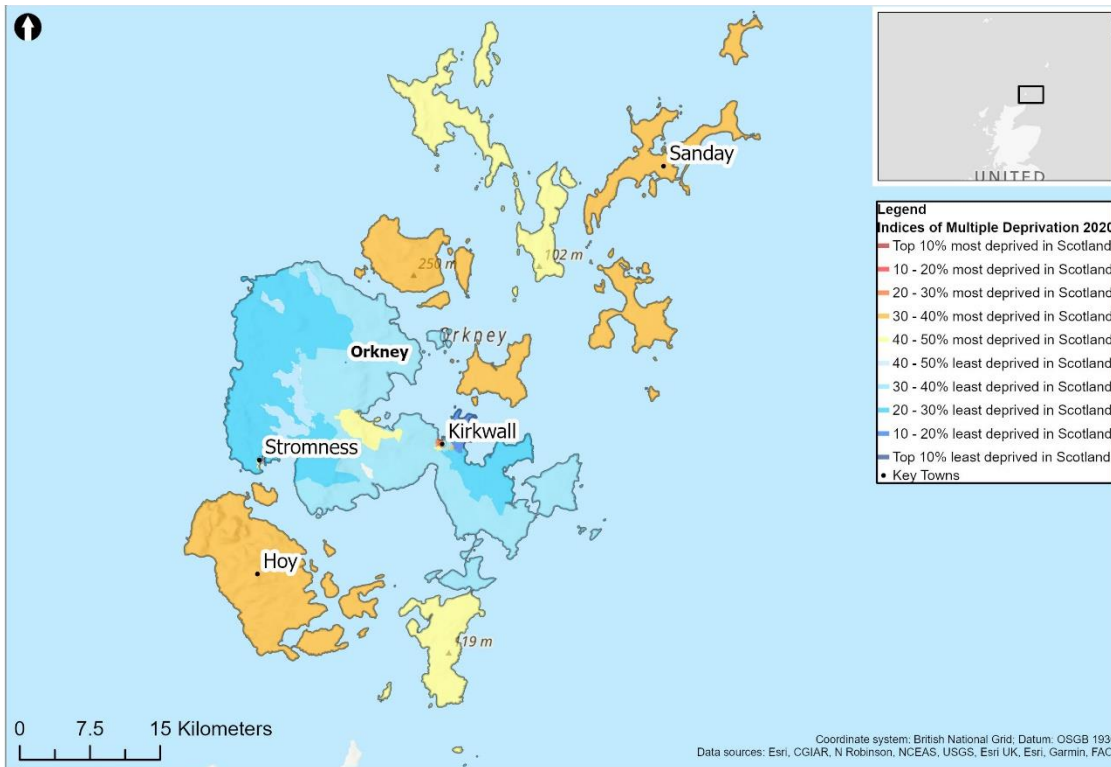 Sanday
UNITED
102 m
250 m
Orkney
Orkney
Kirkwall
Stromness
Hoy
119 m
Legend
Indices of Multiple Deprivation 2020
Top 10% most deprived in Scotland
10 - 20% most deprived in Scotland
20 - 30% most deprived in Scotland
30 - 40% most deprived in Scotland
40 - 50% most deprived in Scotland
40 - 50% least deprived in Scotland
30 - 40% least deprived in Scotland
20 - 30% least deprived in Scotland
10 - 20% least deprived in Scotland
Top 10% least deprived in Scotland
Key Towns
0 7.5 15 Kilometers
Coordinate system: British National Grid; Datum: OSGB 193
Data sources: Esri, CGIAR, N Robinson, NCEAS, USGS, Esri UK, Esri, Garmin, FAO